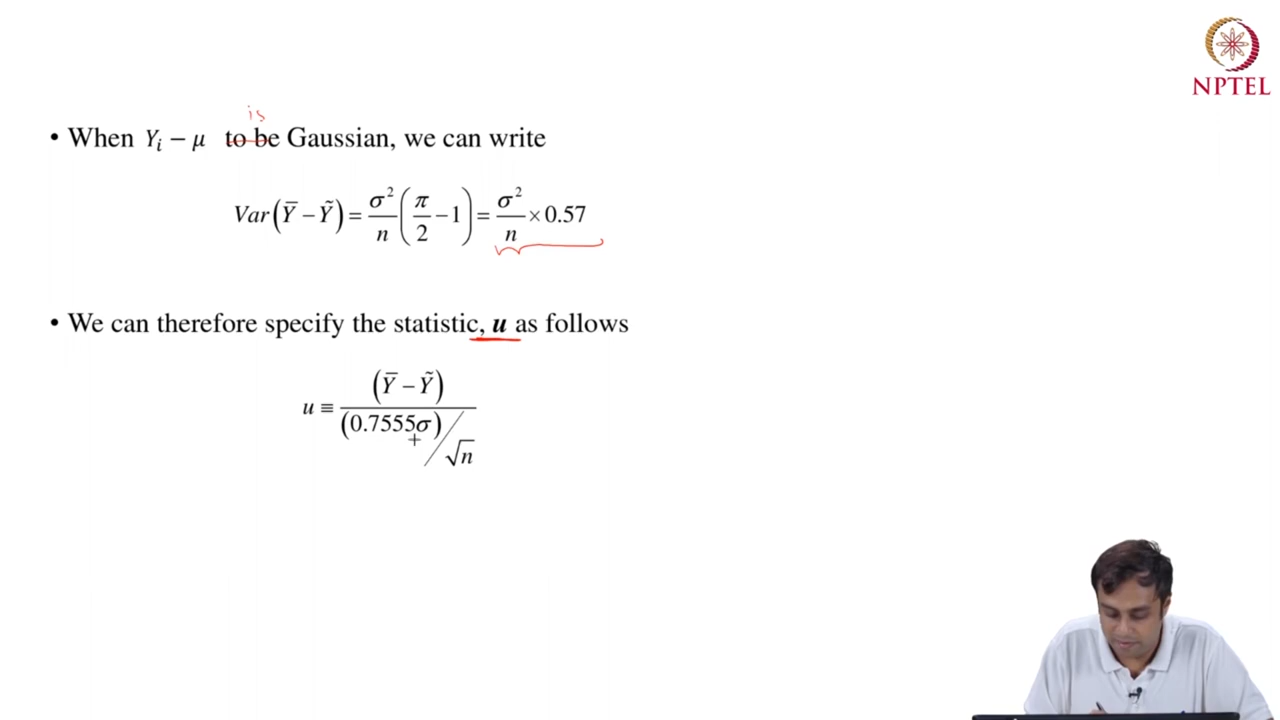 NPTEL
is
• When Y_i − μ to be Gaussian, we can write
Var(Ȳ − Ỹ) = σ²/n (π/2 − 1) = σ²/n × 0.57
• We can therefore specify the statistic, u as follows
u ≡ (Ȳ − Ỹ) / ((0.7555σ)/√n)